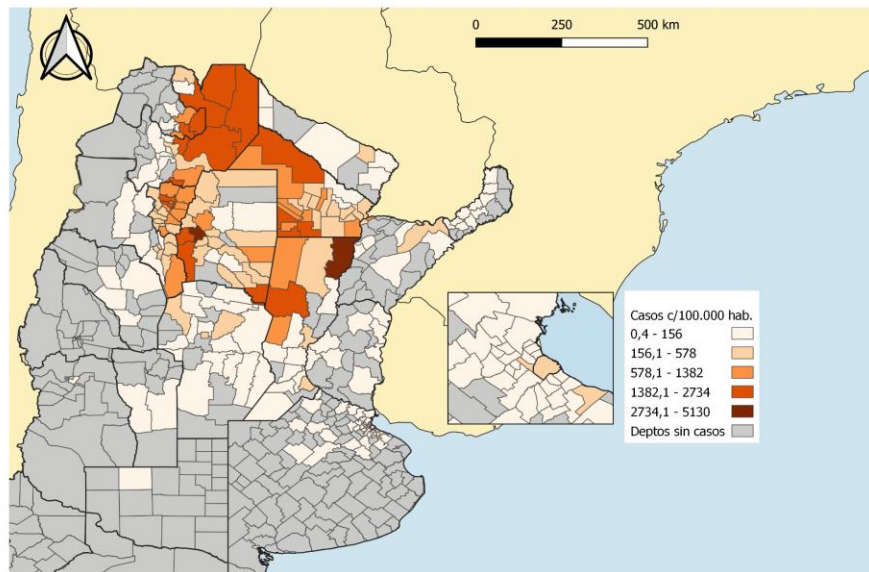 0 250 500 km
Casos c/100.000 hab.
0,4 - 156
156,1 - 578
578,1 - 1382
1382,1 - 2734
2734,1 - 5130
Deptos sin casos